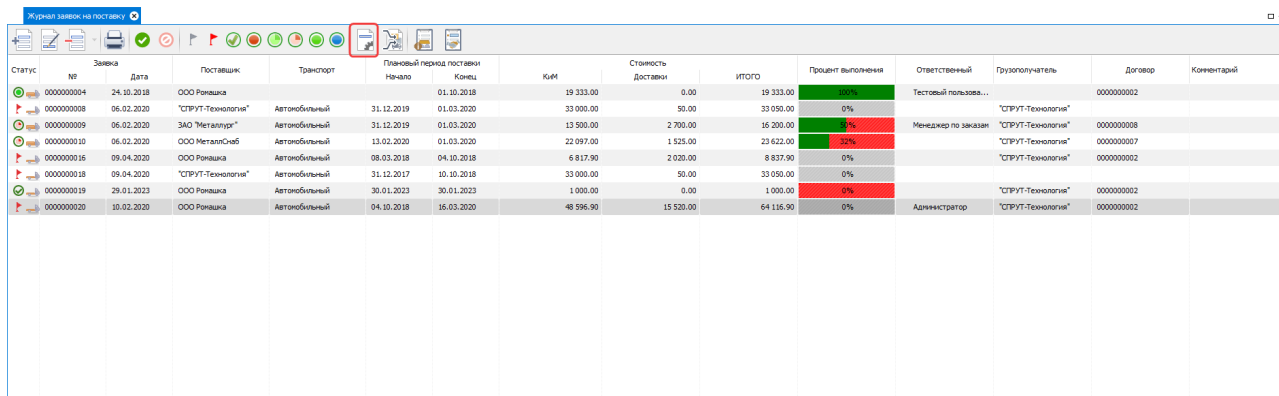 Журнал заявок на поставку
Статус Заявка Поставщик Транспорт Плановый период поставки Стоимость Процент выполнения Ответственный Грузополучатель Договор Комментарий
№ Дата Начало Конец КиМ Доставки ИТОГО
0000000004 24.10.2018 ООО Ромашка 01.10.2018 19 333.00 0.00 19 333.00 100% Тестовый пользова... 0000000002
0000000008 06.02.2020 "СПРУТ-Технология" Автомобильный 31.12.2019 01.03.2020 33 000.00 50.00 33 050.00 0% "СПРУТ-Технология"
0000000009 06.02.2020 ЗАО "Металлург" Автомобильный 31.12.2019 01.03.2020 13 500.00 2 700.00 16 200.00 50% Менеджер по заказам "СПРУТ-Технология" 0000000008
0000000010 06.02.2020 ООО МеталлСнаб Автомобильный 13.02.2020 01.03.2020 22 097.00 1 525.00 23 622.00 32% "СПРУТ-Технология" 0000000007
0000000016 09.04.2020 ООО Ромашка Автомобильный 08.03.2018 04.10.2018 6 817.90 2 020.00 8 837.90 0% "СПРУТ-Технология" 0000000002
0000000018 09.04.2020 "СПРУТ-Технология" Автомобильный 31.12.2017 10.10.2018 33 000.00 50.00 33 050.00 0%
0000000019 29.01.2023 ООО Ромашка Автомобильный 30.01.2023 30.01.2023 1 000.00 0.00 1 000.00 0% "СПРУТ-Технология" 0000000002
0000000020 10.02.2020 ООО Ромашка Автомобильный 04.10.2018 16.03.2020 48 596.90 15 520.00 64 116.90 0% Администратор "СПРУТ-Технология" 0000000002